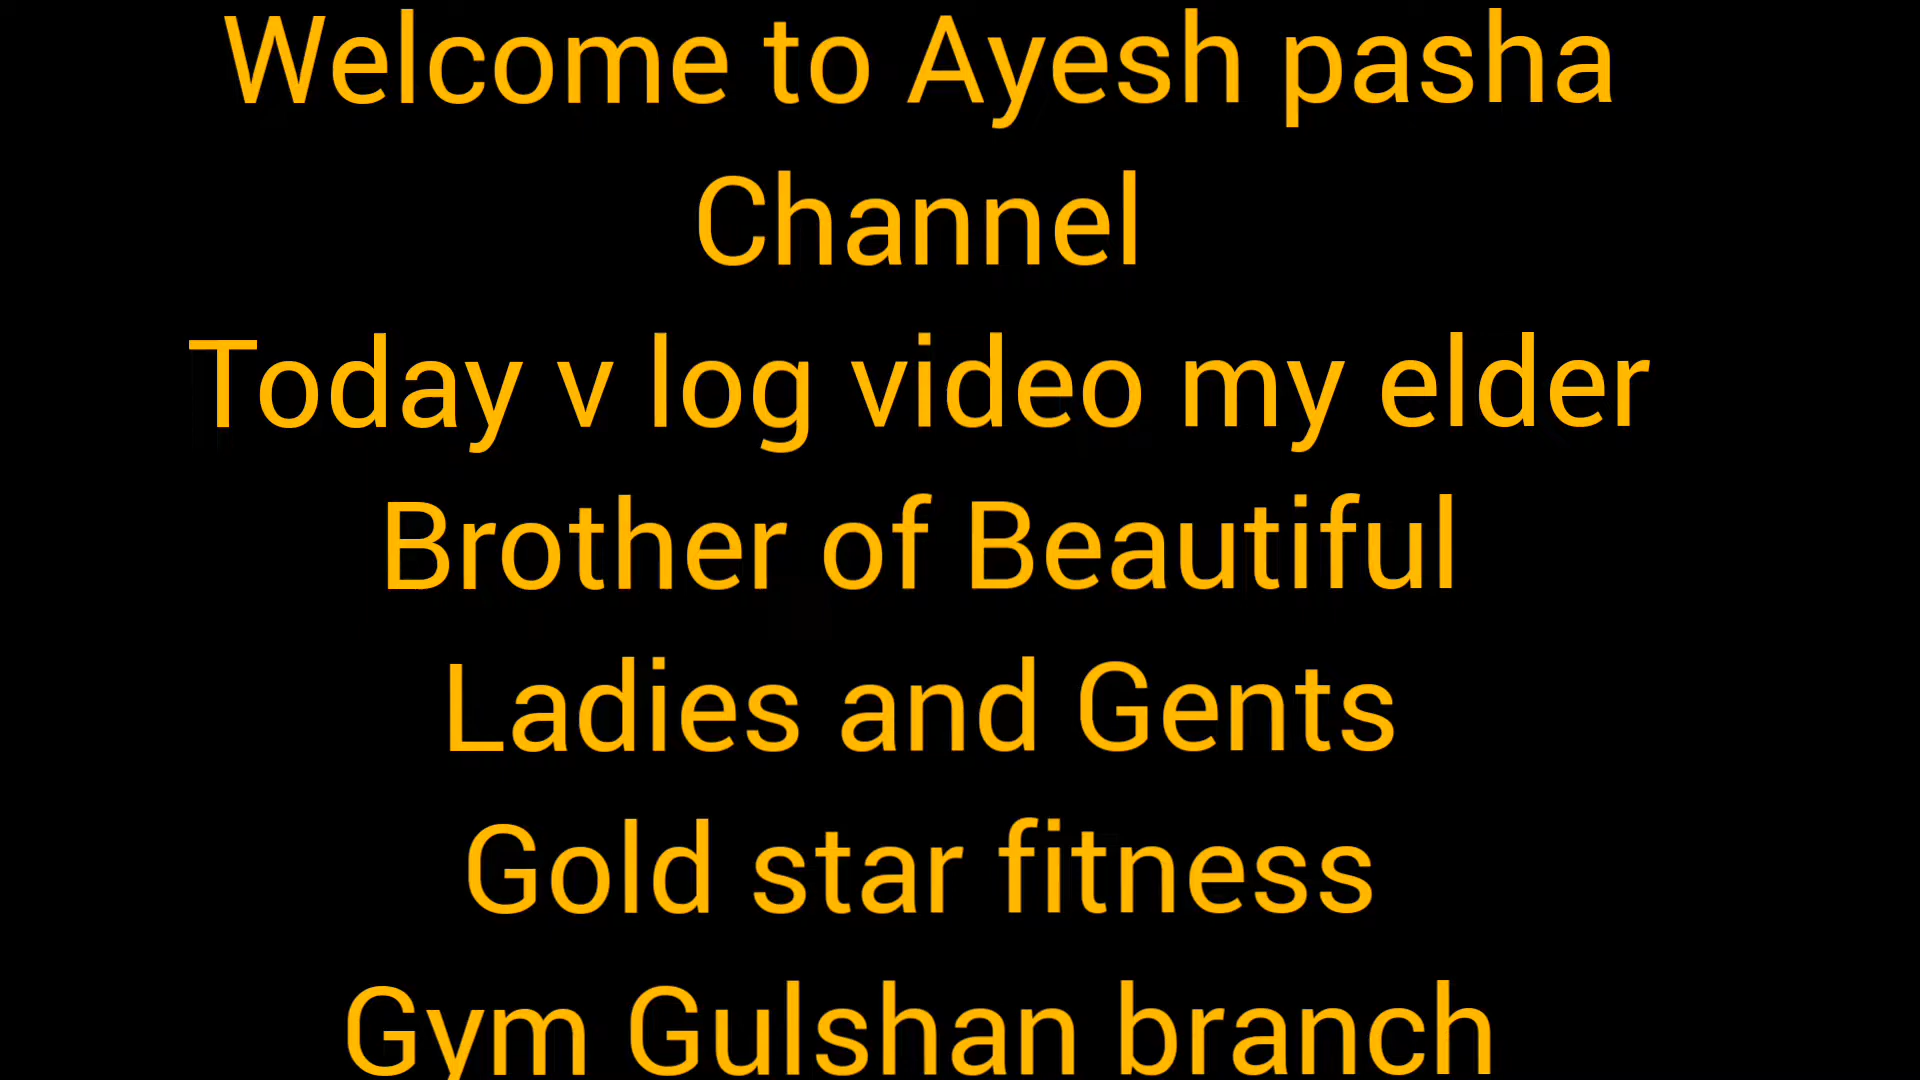 Welcome to Ayesh pasha
Channel
Today v log video my elder
Brother of Beautiful
Ladies and Gents
Gold star fitness
Gym Gulshan branch